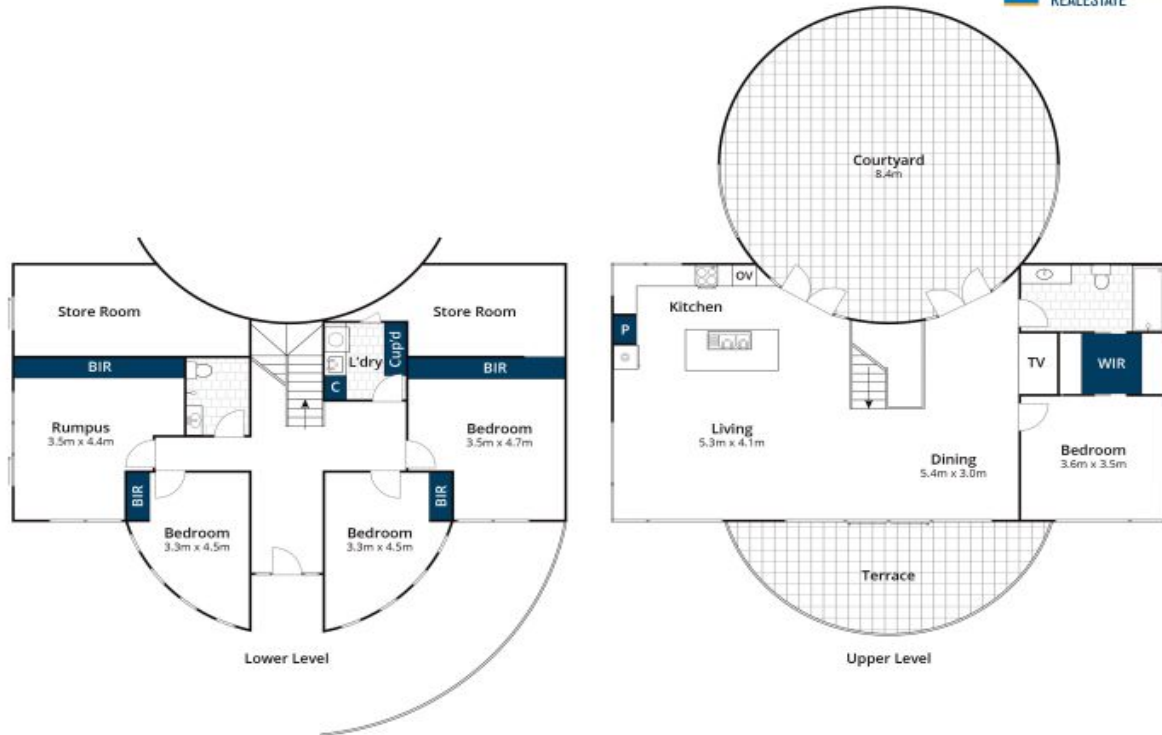 REALESTATE
Courtyard
8.4m
Store Room
Store Room
BIR
L'dry
Cup'd
C
BIR
Rumpus
3.5m x 4.4m
Bedroom
3.5m x 4.7m
BIR
BIR
Bedroom
3.3m x 4.5m
Bedroom
3.3m x 4.5m
Lower Level
OV
Kitchen
P
TV
WIR
Living
5.3m x 4.1m
Dining
5.4m x 3.0m
Bedroom
3.6m x 3.5m
Terrace
Upper Level